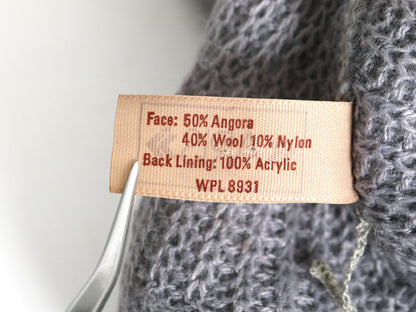 Face: 50% Angora
40% Wool 10% Nylon
Back Lining: 100% Acrylic
WPL 8931